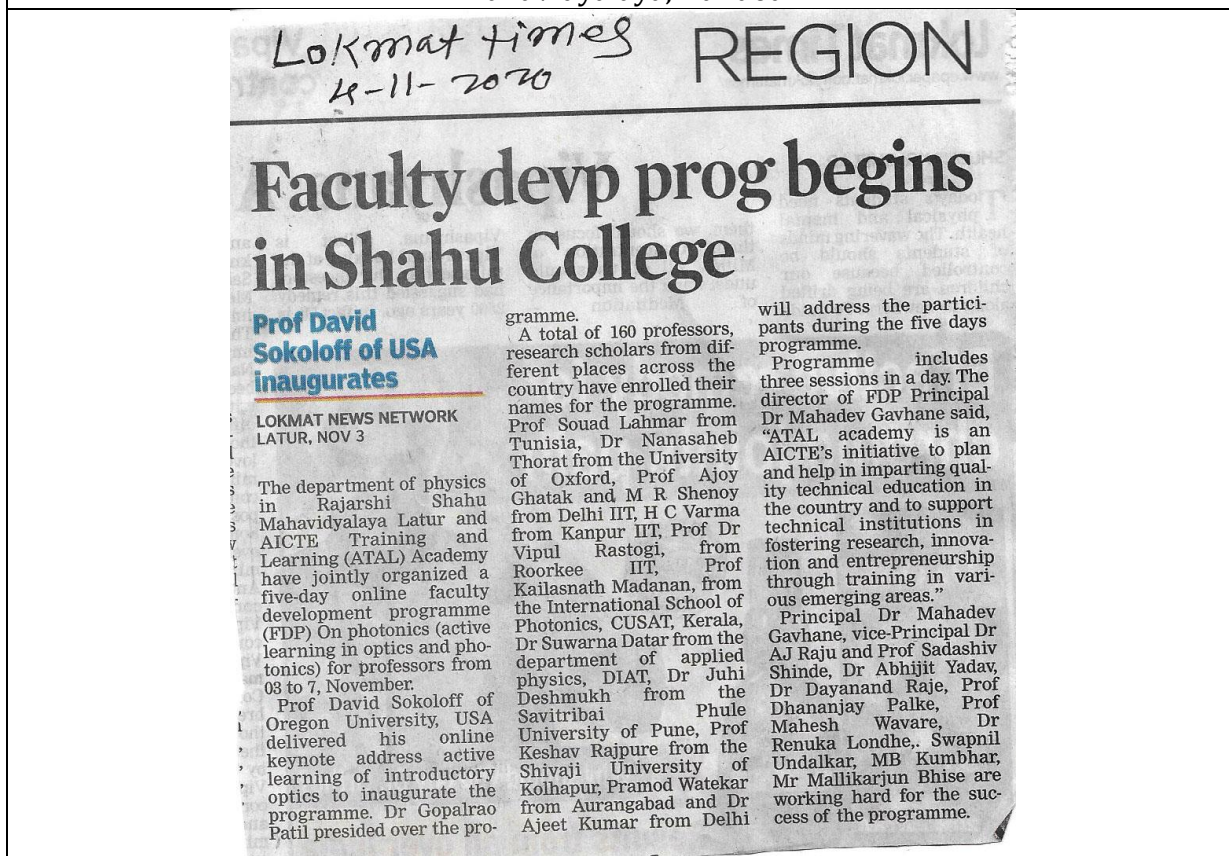 Lokmat times
4-11-2020
REGION
Faculty devp prog begins
in Shahu College
Prof David
Sokoloff of USA
inaugurates
LOKMAT NEWS NETWORK
LATUR, NOV 3
The department of physics
in Rajarshi Shahu
Mahavidyalaya Latur and
AICTE Training and
Learning (ATAL) Academy
have jointly organized a
five-day online faculty
development programme
(FDP) On photonics (active
learning in optics and pho-
tonics) for professors from
03 to 7, November.
Prof David Sokoloff of
Oregon University, USA
delivered his online
keynote address active
learning of introductory
optics to inaugurate the
programme. Dr Gopalrao
Patil presided over the pro-
gramme.
A total of 160 professors,
research scholars from dif-
ferent places across the
country have enrolled their
names for the programme.
Prof Souad Lahmar from
Tunisia, Dr Nanasaheb
Thorat from the University
of Oxford, Prof Ajoy
Ghatak and M R Shenoy
from Delhi IIT, H C Varma
from Kanpur IIT, Prof Dr
Vipul Rastogi, from
Roorkee IIT, Prof
Kailasnath Madanan, from
the International School of
Photonics, CUSAT, Kerala,
Dr Suwarna Datar from the
department of applied
physics, DIAT, Dr Juhi
Deshmukh from the
Savitribai Phule
University of Pune, Prof
Keshav Rajpure from the
Shivaji University of
Kolhapur, Pramod Watekar
from Aurangabad and Dr
Ajeet Kumar from Delhi
will address the partici-
pants during the five days
programme.
Programme includes
three sessions in a day. The
director of FDP Principal
Dr Mahadev Gavhane said,
“ATAL academy is an
AICTE's initiative to plan
and help in imparting qual-
ity technical education in
the country and to support
technical institutions in
fostering research, innova-
tion and entrepreneurship
through training in vari-
ous emerging areas.”
Principal Dr Mahadev
Gavhane, vice-Principal Dr
AJ Raju and Prof Sadashiv
Shinde, Dr Abhijit Yadav,
Dr Dayanand Raje, Prof
Dhananjay Palke, Prof
Mahesh Wavare, Dr
Renuka Londhe,. Swapnil
Undalkar, MB Kumbhar,
Mr Mallikarjun Bhise are
working hard for the suc-
cess of the programme.